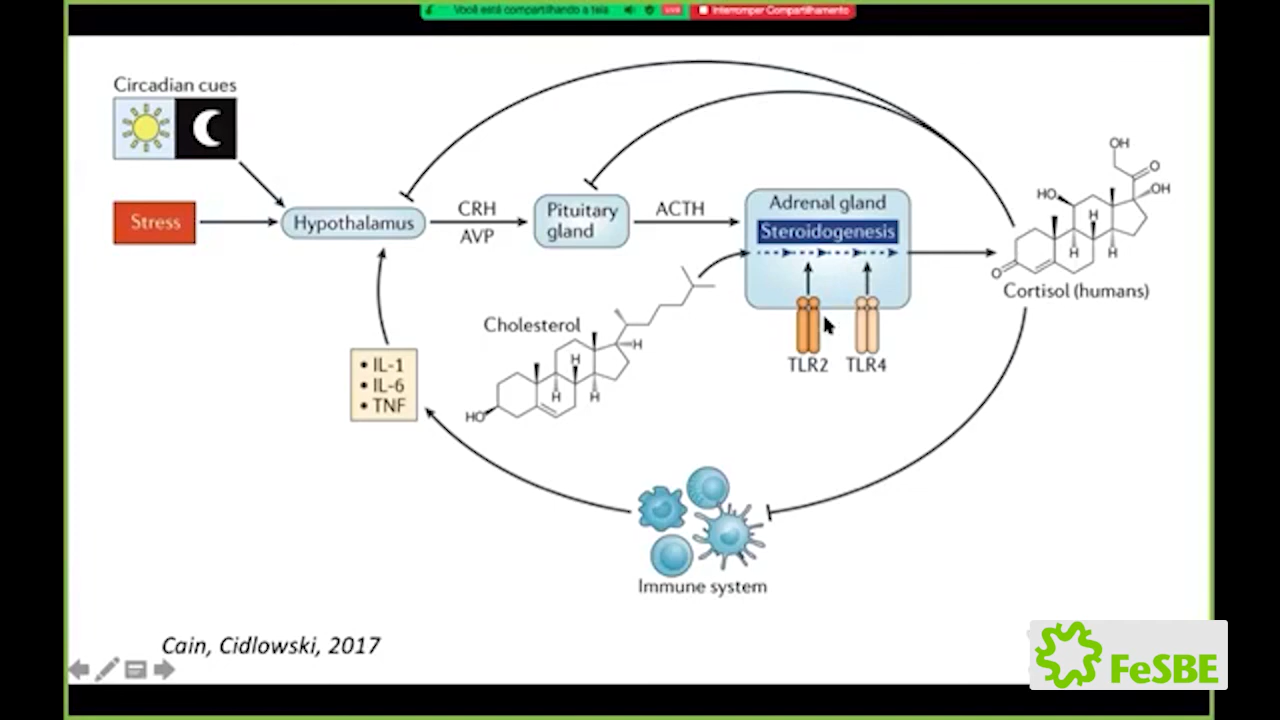 Você está compartilhando a tela
Interromper Compartilhamento
Circadian cues
Stress
Hypothalamus
CRH
AVP
Pituitary
gland
ACTH
Adrenal gland
Steroidogenesis
TLR2
TLR4
OH
O
OH
HO
H
H
H
O
Cortisol (humans)
Cholesterol
H
H
H
H
HO
• IL-1
• IL-6
• TNF
Immune system
Cain, Cidlowski, 2017
FeSBE